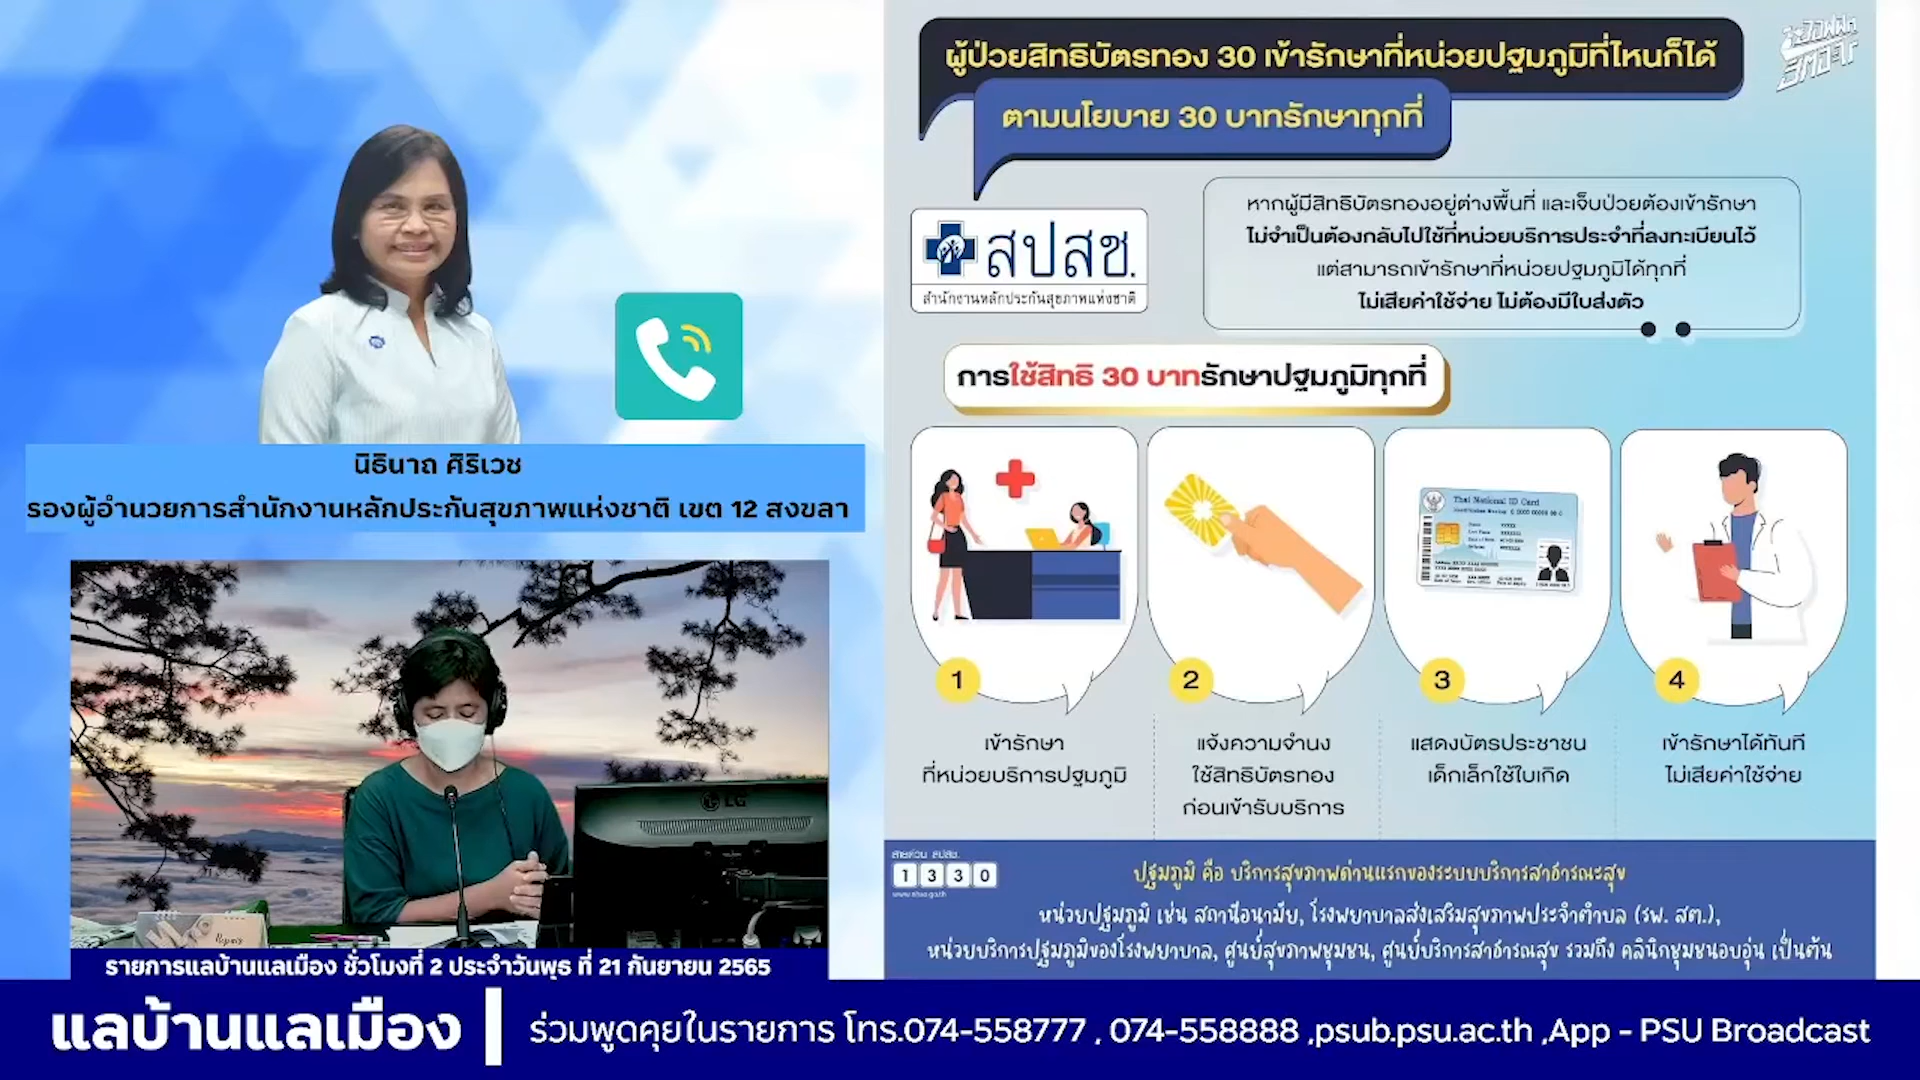 ผู้ป่วยสิทธิบัตรทอง 30 เข้ารักษาที่หน่วยปฐมภูมิที่ไหนก็ได้
ตามนโยบาย 30 บาทรักษาทุกที่
สปสช.
สำนักงานหลักประกันสุขภาพแห่งชาติ
หากผู้มีสิทธิบัตรทองอยู่ต่างพื้นที่ และเจ็บป่วยต้องเข้ารักษา
ไม่จำเป็นต้องกลับไปใช้ที่หน่วยบริการประจำที่ลงทะเบียนไว้
แต่สามารถเข้ารักษาที่หน่วยปฐมภูมิได้ทุกที่
ไม่เสียค่าใช้จ่าย ไม่ต้องมีใบส่งตัว
การใช้สิทธิ 30 บาทรักษาปฐมภูมิทุกที่
Thai National ID Card
1
เข้ารักษา
ที่หน่วยบริการปฐมภูมิ
2
แจ้งความจำนง
ใช้สิทธิบัตรทอง
ก่อนเข้ารับบริการ
3
แสดงบัตรประชาชน
เด็กเล็กใช้ใบเกิด
4
เข้ารักษาได้ทันที
ไม่เสียค่าใช้จ่าย
สายด่วน สปสช.
1330
www.nhso.go.th
ปฐมภูมิ คือ บริการสุขภาพด่านแรกของระบบบริการสาธารณะสุข
หน่วยปฐมภูมิ เช่น สถานีอนามัย, โรงพยาบาลส่งเสริมสุขภาพประจำตำบล (รพ. สต.),
หน่วยบริการปฐมภูมิของโรงพยาบาล, ศูนย์สุขภาพชุมชน, ศูนย์บริการสาธารณสุข รวมถึง คลินิกชุมชนอบอุ่น เป็นต้น
นิธินาถ ศิริเวช
รองผู้อำนวยการสำนักงานหลักประกันสุขภาพแห่งชาติ เขต 12 สงขลา
LG
รายการแลบ้านแลเมือง ชั่วโมงที่ 2 ประจำวันพุธ ที่ 21 กันยายน 2565
แลบ้านแลเมือง | ร่วมพูดคุยในรายการ โทร.074-558777 , 074-558888 ,psub.psu.ac.th ,App - PSU Broadcast